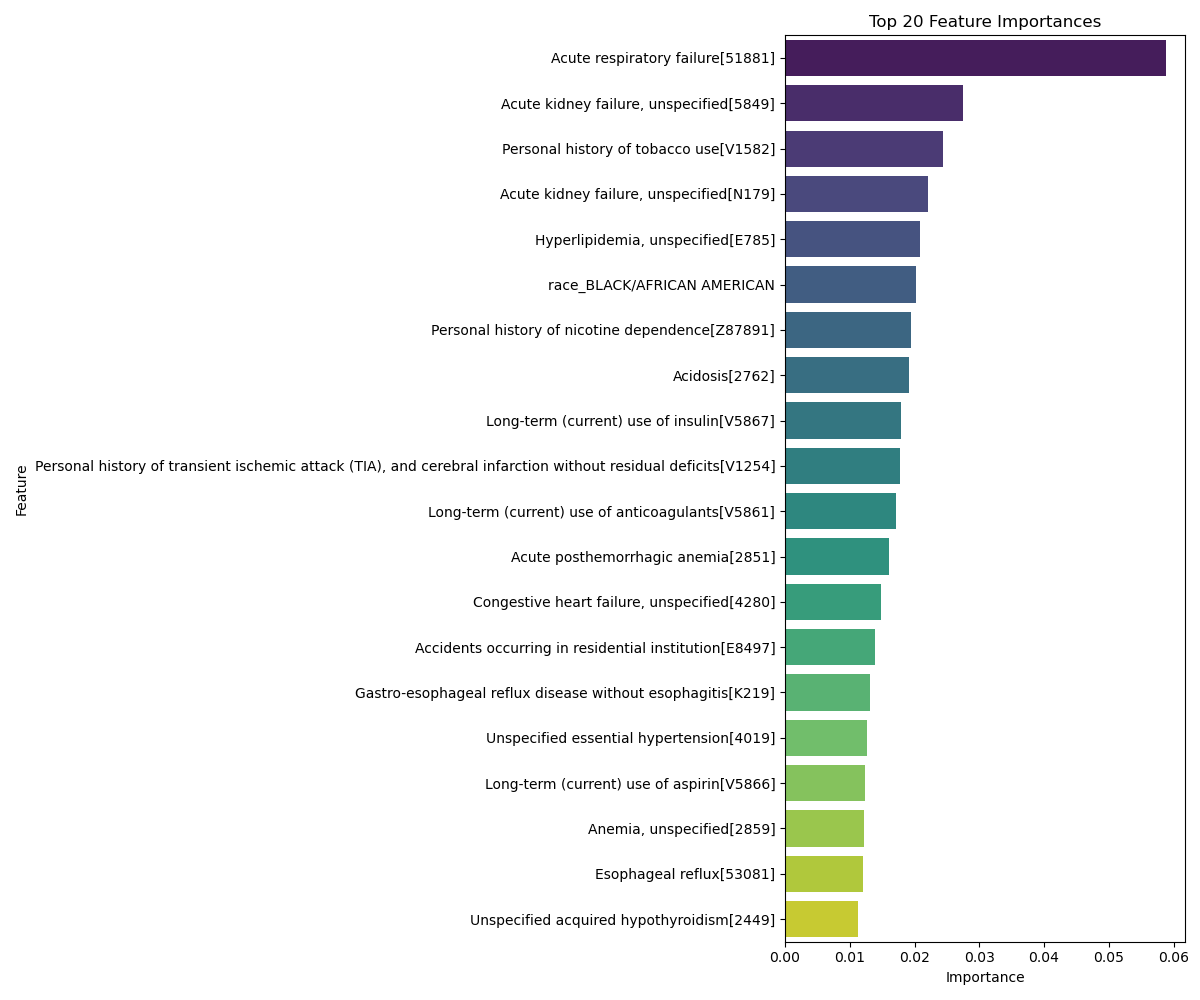 Top 20 Feature Importances
Acute respiratory failure[51881]
Acute kidney failure, unspecified[5849]
Personal history of tobacco use[V1582]
Acute kidney failure, unspecified[N179]
Hyperlipidemia, unspecified[E785]
race_BLACK/AFRICAN AMERICAN
Personal history of nicotine dependence[Z87891]
Acidosis[2762]
Long-term (current) use of insulin[V5867]
Personal history of transient ischemic attack (TIA), and cerebral infarction without residual deficits[V1254]
Long-term (current) use of anticoagulants[V5861]
Acute posthemorrhagic anemia[2851]
Congestive heart failure, unspecified[4280]
Accidents occurring in residential institution[E8497]
Gastro-esophageal reflux disease without esophagitis[K219]
Unspecified essential hypertension[4019]
Long-term (current) use of aspirin[V5866]
Anemia, unspecified[2859]
Esophageal reflux[53081]
Unspecified acquired hypothyroidism[2449]
Feature
0.00 0.01 0.02 0.03 0.04 0.05 0.06
Importance